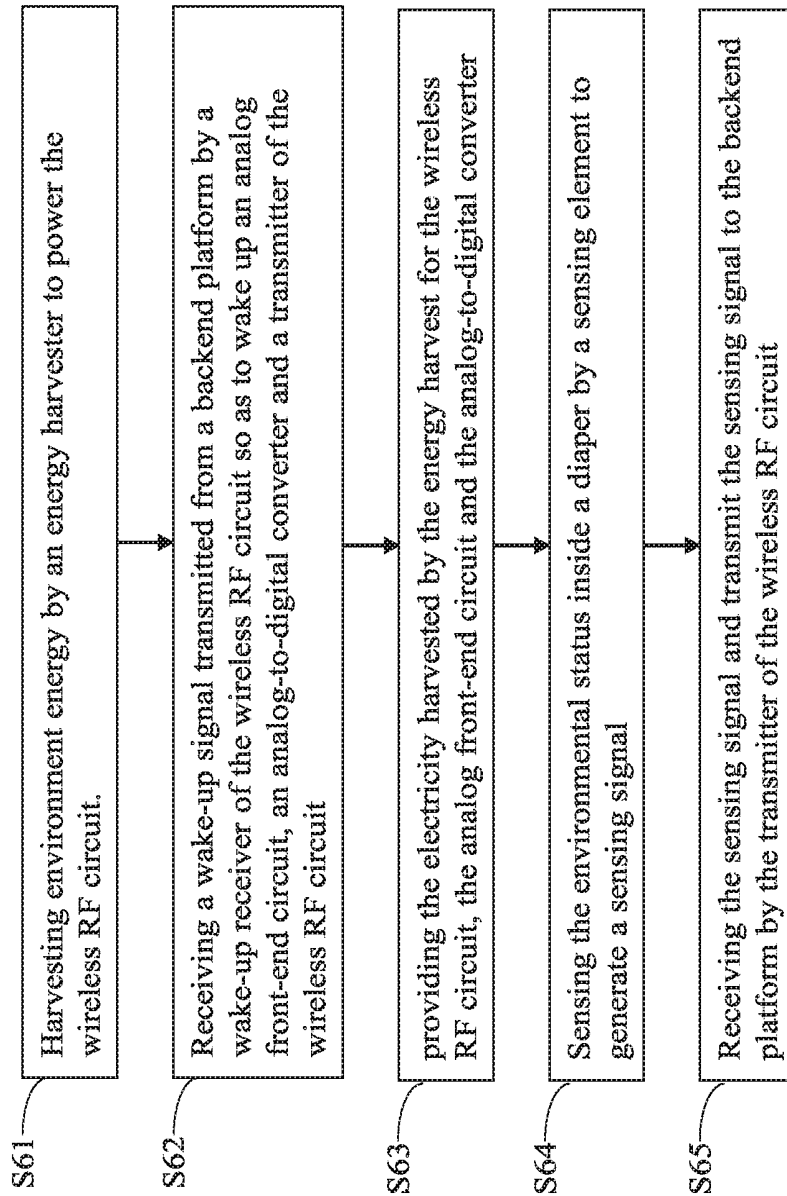 S61
Harvesting environment energy by an energy harvester to power the
wireless RF circuit.
S62
Receiving a wake-up signal transmitted from a backend platform by a
wake-up receiver of the wireless RF circuit so as to wake up an analog
front-end circuit, an analog-to-digital converter and a transmitter of the
wireless RF circuit
S63
providing the electricity harvested by the energy harvest for the wireless
RF circuit, the analog front-end circuit and the analog-to-digital converter
S64
Sensing the environmental status inside a diaper by a sensing element to
generate a sensing signal
S65
Receiving the sensing signal and transmit the sensing signal to the backend
platform by the transmitter of the wireless RF circuit